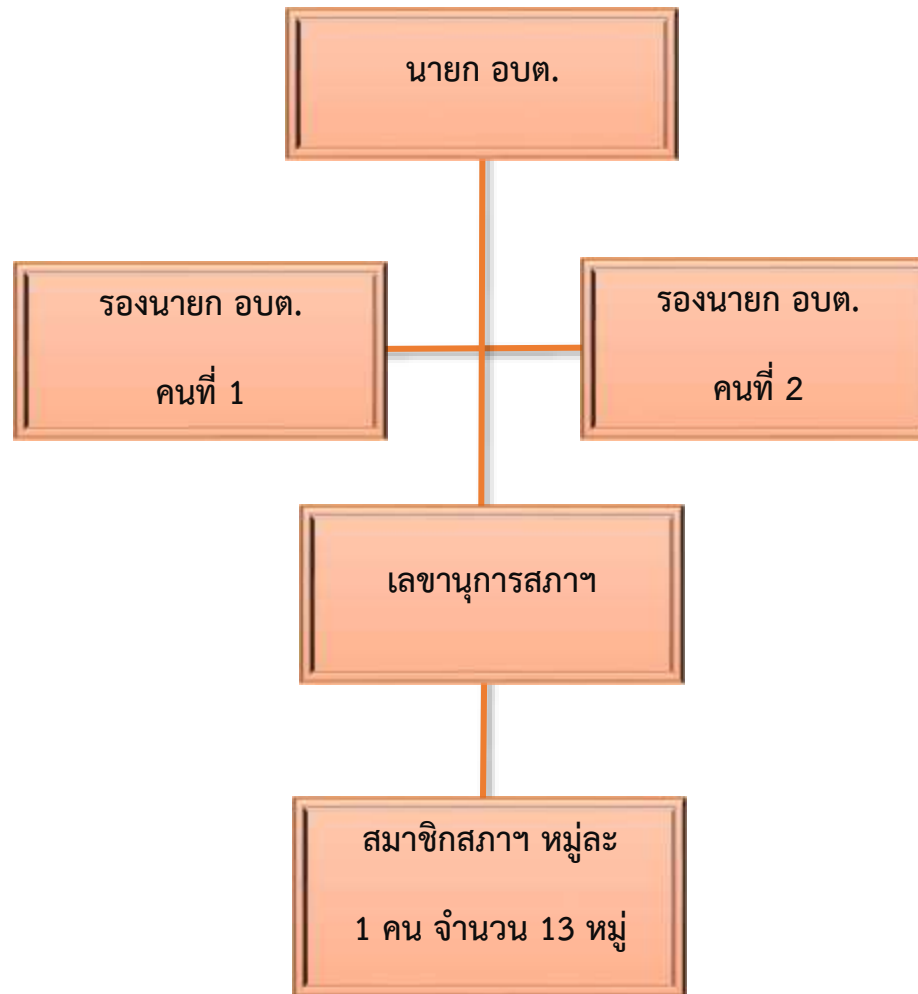 นายก อบต.
รองนายก อบต.
คนที่ 1
รองนายก อบต.
คนที่ 2
เลขานุการสภาฯ
สมาชิกสภาฯ หมู่ละ
1 คน จำนวน 13 หมู่